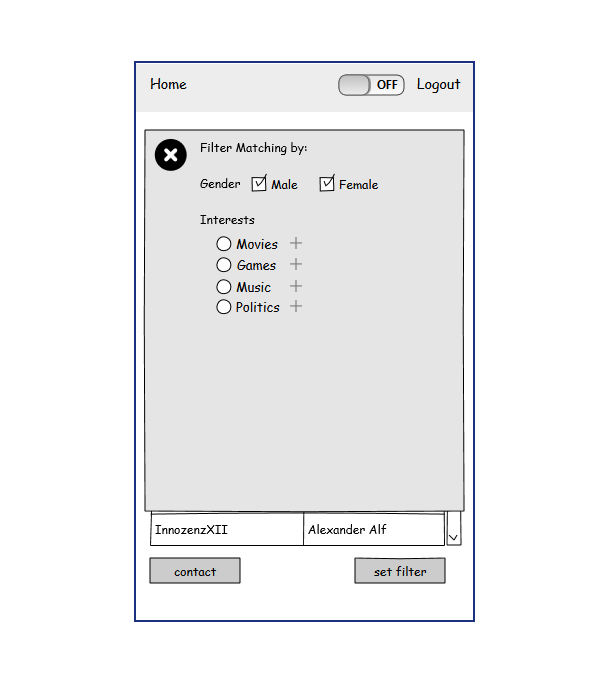 Home OFF Logout
Filter Matching by:
Gender Male Female
Interests
Movies
Games
Music
Politics
InnozenzXII Alexander Alf
contact set filter